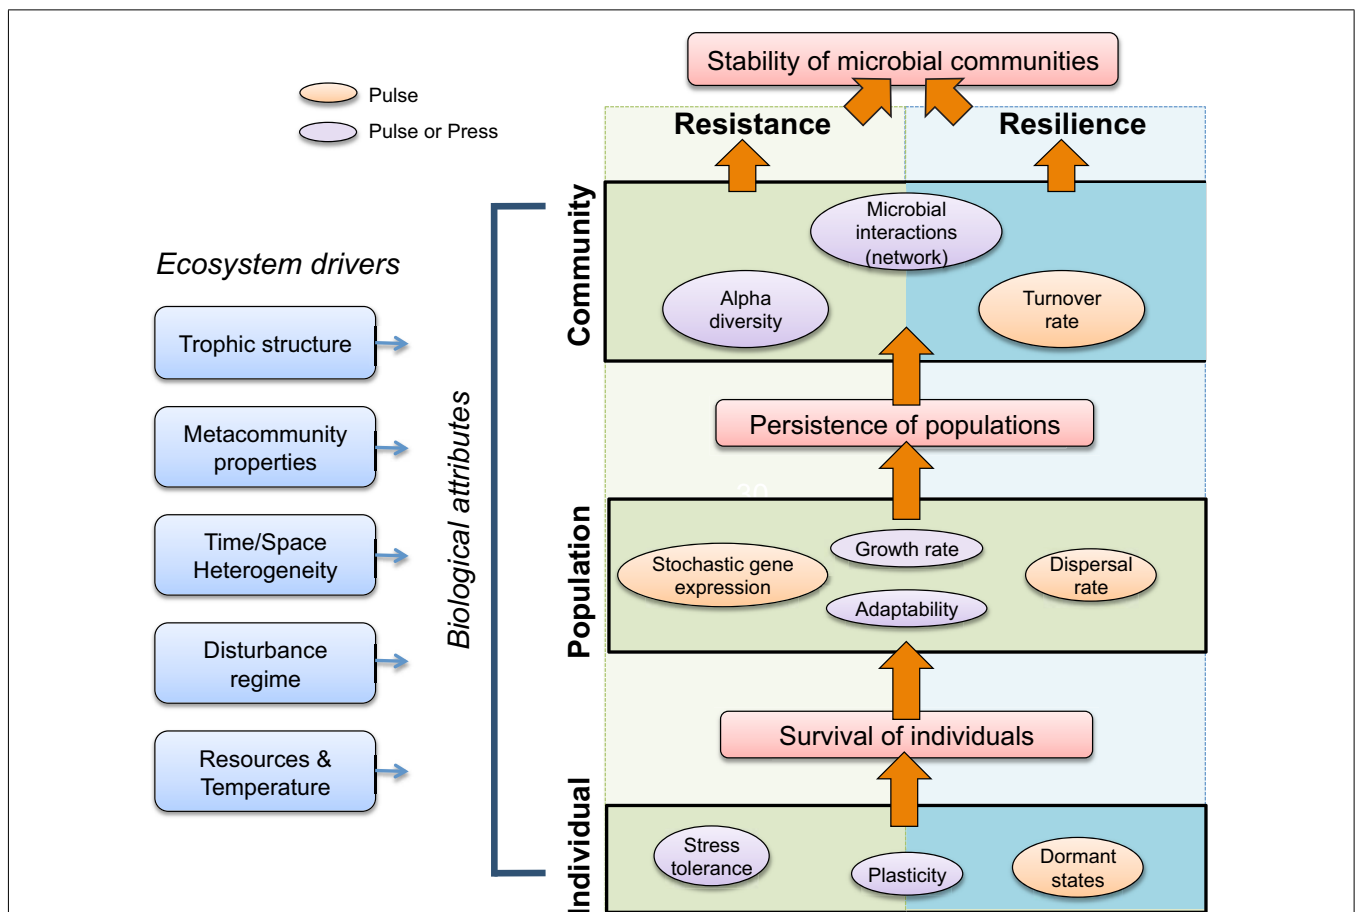 Stability of microbial communities
Pulse
Pulse or Press
Resistance
Resilience
Community
Microbial
interactions
(network)
Alpha
diversity
Turnover
rate
Ecosystem drivers
Trophic structure
Metacommunity
properties
Time/Space
Heterogeneity
Disturbance
regime
Resources &
Temperature
Biological attributes
Persistence of populations
20
Population
Stochastic gene
expression
Growth rate
Adaptability
Dispersal
rate
Survival of individuals
Individual
Stress
tolerance
Plasticity
Dormant
states